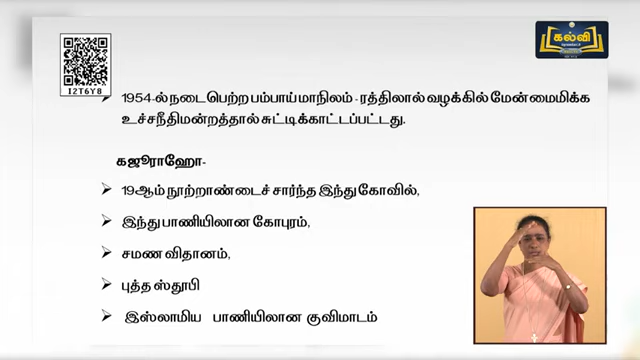 கல்வி
I2T6Y8
➢ 1954-ல் நடைபெற்ற பம்பாய் மாநிலம் - ரத்திலால் வழக்கில் மேன்மைமிக்க
உச்சநீதிமன்றத்தால் சுட்டிக்காட்டப்பட்டது.
கஜூராஹோ-
➢ 19ஆம் நூற்றாண்டைச் சார்ந்த இந்து கோவில்,
➢ இந்து பாணியிலான கோபுரம்,
➢ சமண விதானம்,
➢ புத்த ஸ்தூபி
➢ இஸ்லாமிய பாணியிலான குவிமாடம்